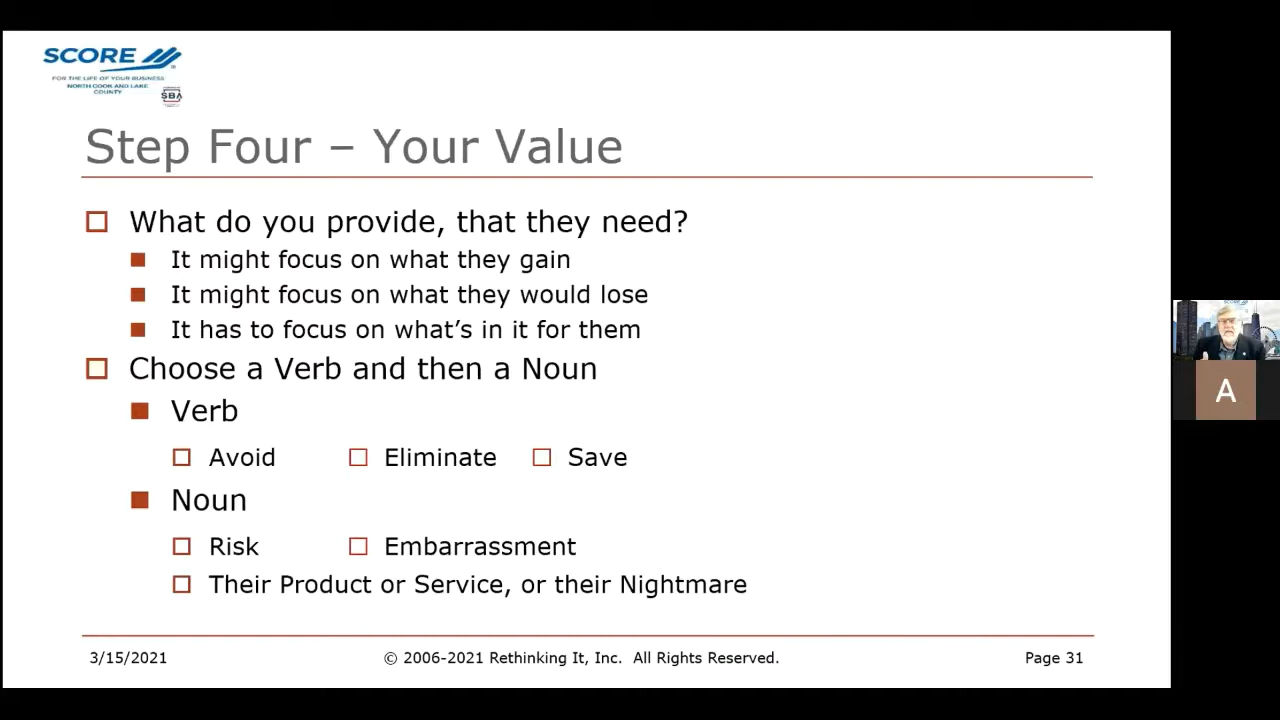 SCORE
FOR THE LIFE OF YOUR BUSINESS
NORTH COOK AND LAKE
COUNTY
SBA
Step Four – Your Value
What do you provide, that they need?
It might focus on what they gain
It might focus on what they would lose
It has to focus on what’s in it for them
Choose a Verb and then a Noun
Verb
Avoid Eliminate Save
Noun
Risk Embarrassment
Their Product or Service, or their Nightmare
3/15/2021 © 2006-2021 Rethinking It, Inc. All Rights Reserved. Page 31
SCORE
A